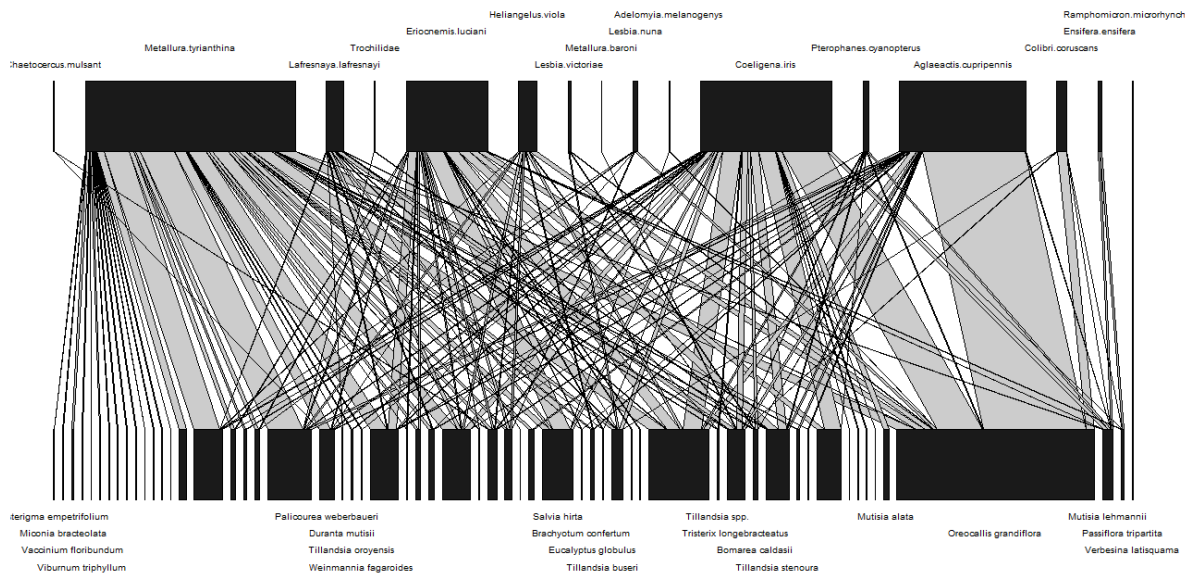 Heliangelus.viola Adelomyia.melanogenys Ramphomicron.microrhynch
Eriocnemis.luciani Lesbia.nuna Ensifera.ensifera
Metallura.tyrianthina Trochilidae Metallura.baroni Pterophanes.cyanopterus Colibri.coruscans
Chaetocercus.mulsant Lafresnaya.lafresnayi Lesbia.victoriae Coeligena.iris Aglaeactis.cupripennis
sterigma empetrifolium Palicourea weberbaueri Salvia hirta Tillandsia spp. Mutisia alata Mutisia lehmannii
Miconia bracteolata Duranta mutisii Brachyotum confertum Tristerix longebracteatus Oreocallis grandiflora Passiflora tripartita
Vaccinium floribundum Tillandsia oroyensis Eucalyptus globulus Bomarea caldasii Verbesina latisquama
Viburnum triphyllum Weinmannia fagaroides Tillandsia buseri Tillandsia stenoura